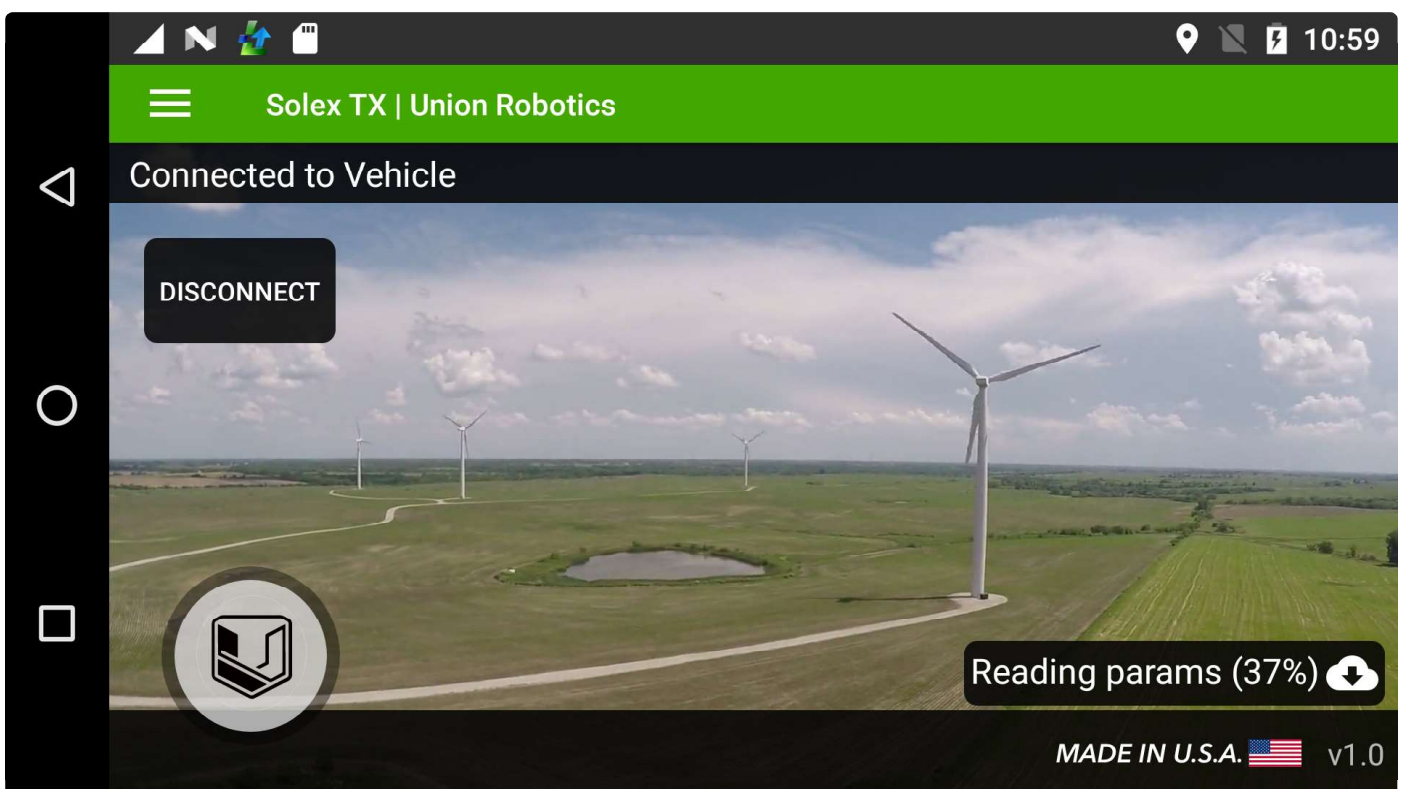 10:59
Solex TX | Union Robotics
Connected to Vehicle
DISCONNECT
Reading params (37%)
MADE IN U.S.A. v1.0